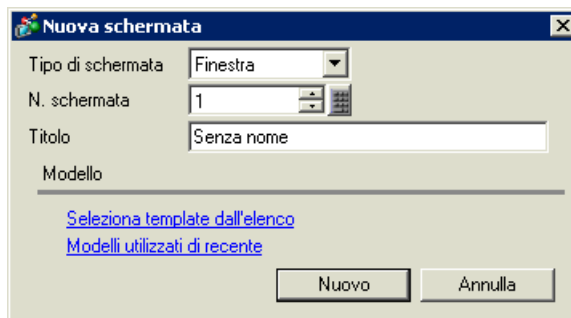 Nuova schermata
Tipo di schermata Finestra
N. schermata 1
Titolo Senza nome
Modello
Seleziona template dall'elenco
Modelli utilizzati di recente
Nuovo Annulla